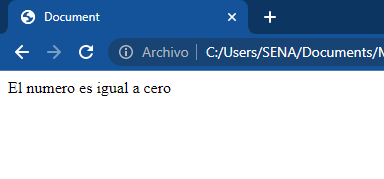 Document
Archivo
C:/Users/SENA/Documents/M
El numero es igual a cero